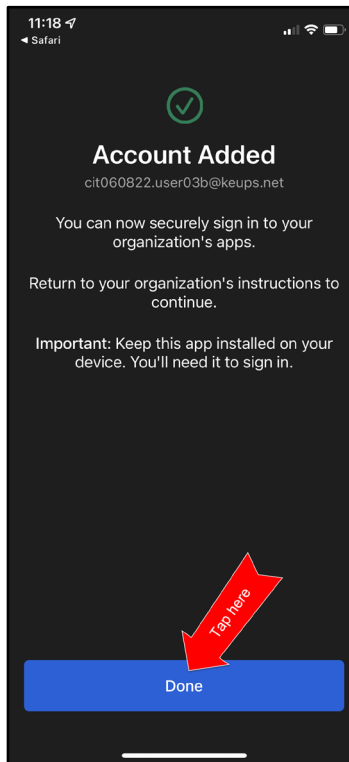 11:18
◀ Safari
Account Added
cit060822.user03b@keups.net
You can now securely sign in to your
organization's apps.
Return to your organization's instructions to
continue.
Important: Keep this app installed on your
device. You'll need it to sign in.
Tap here
Done